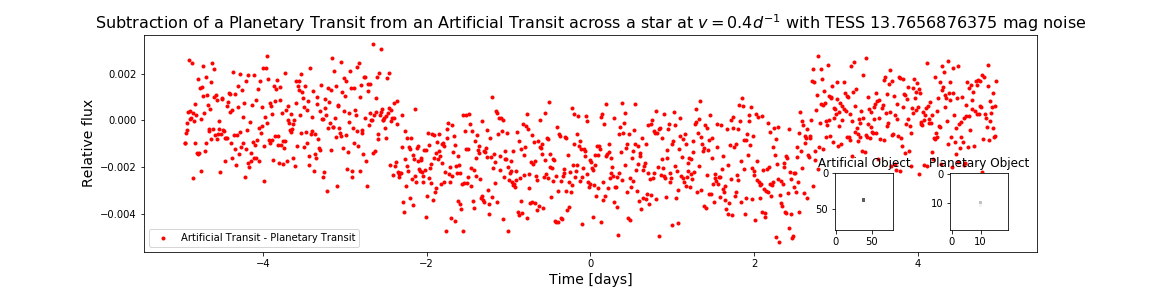 Subtraction of a Planetary Transit from an Artificial Transit across a star at v = 0.4d⁻¹ with TESS 13.7656876375 mag noise
Relative flux
0.002
0.000
−0.002
−0.004
Artificial Transit - Planetary Transit
Artificial Object
0
50
0 50
Planetary Object
0
10
0 10
−4 −2 0 2 4
Time [days]